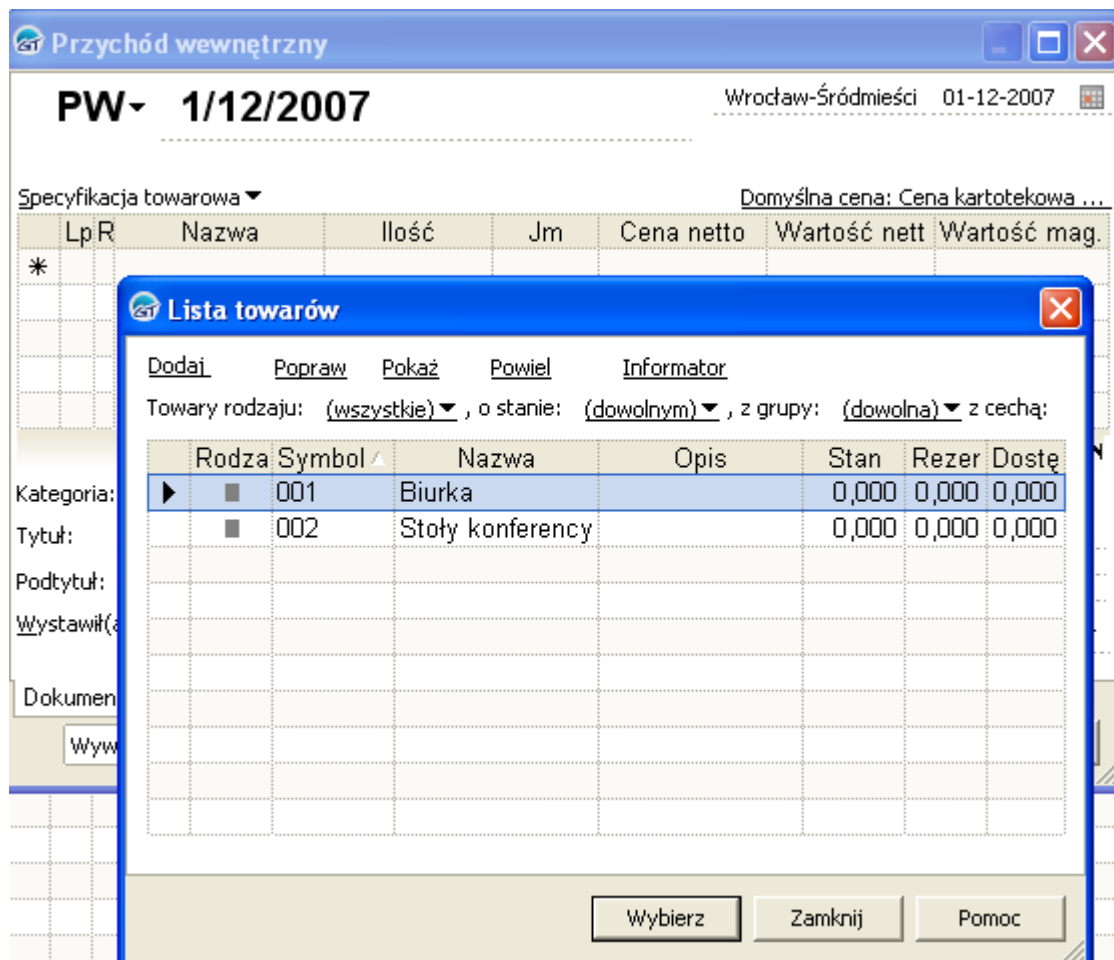 Przychód wewnętrzny
PW 1/12/2007 Wrocław-Śródmieści 01-12-2007
Specyfikacja towarowa Domyślna cena: Cena kartotekowa ...
Lp R Nazwa Ilość Jm Cena netto Wartość nett Wartość mag.
Lista towarów
Dodaj Popraw Pokaż Powiel Informator
Towary rodzaju: (wszystkie) , o stanie: (dowolnym) , z grupy: (dowolna) z cechą:
Rodza Symbol Nazwa Opis Stan Rezer Dostę
Kategoria: 001 Biurka 0,000 0,000 0,000
Tytuł: 002 Stoły konferency 0,000 0,000 0,000
Podtytuł:
Wystawił(a
Dokumen
Wyw
Wybierz Zamknij Pomoc